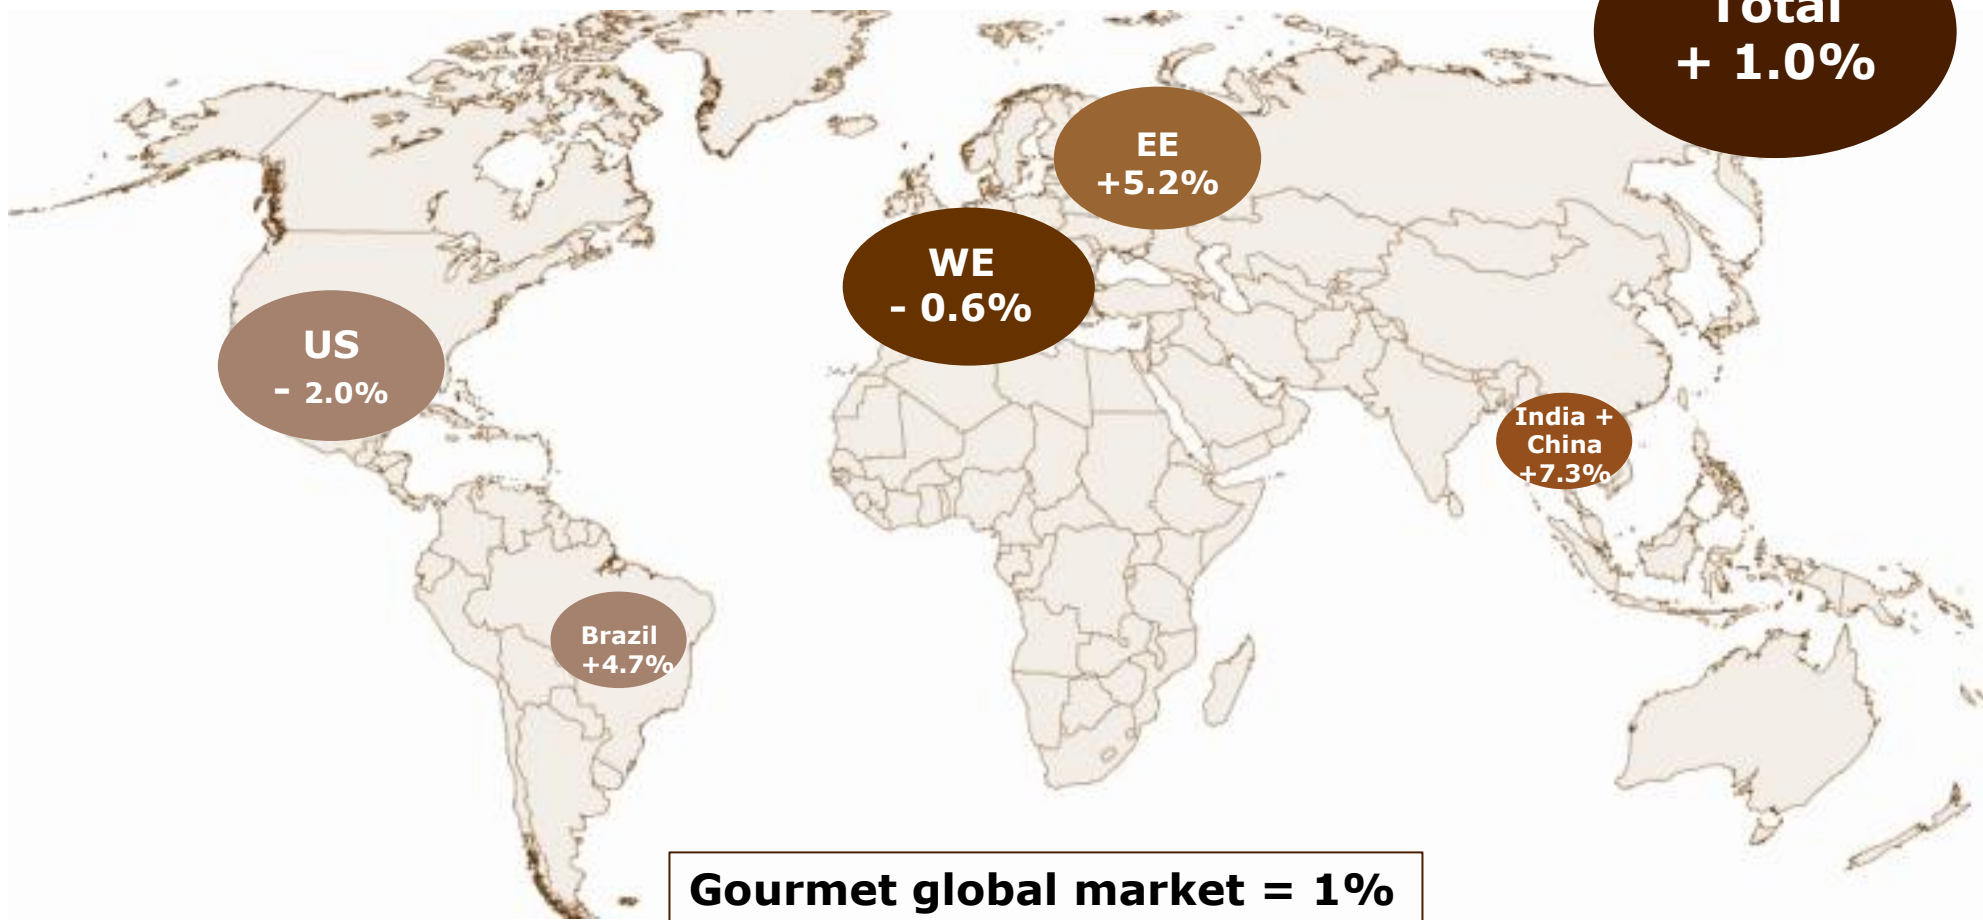 Total
+ 1.0%
EE
+5.2%
WE
- 0.6%
US
- 2.0%
India +
China
+7.3%
Brazil
+4.7%
Gourmet global market = 1%